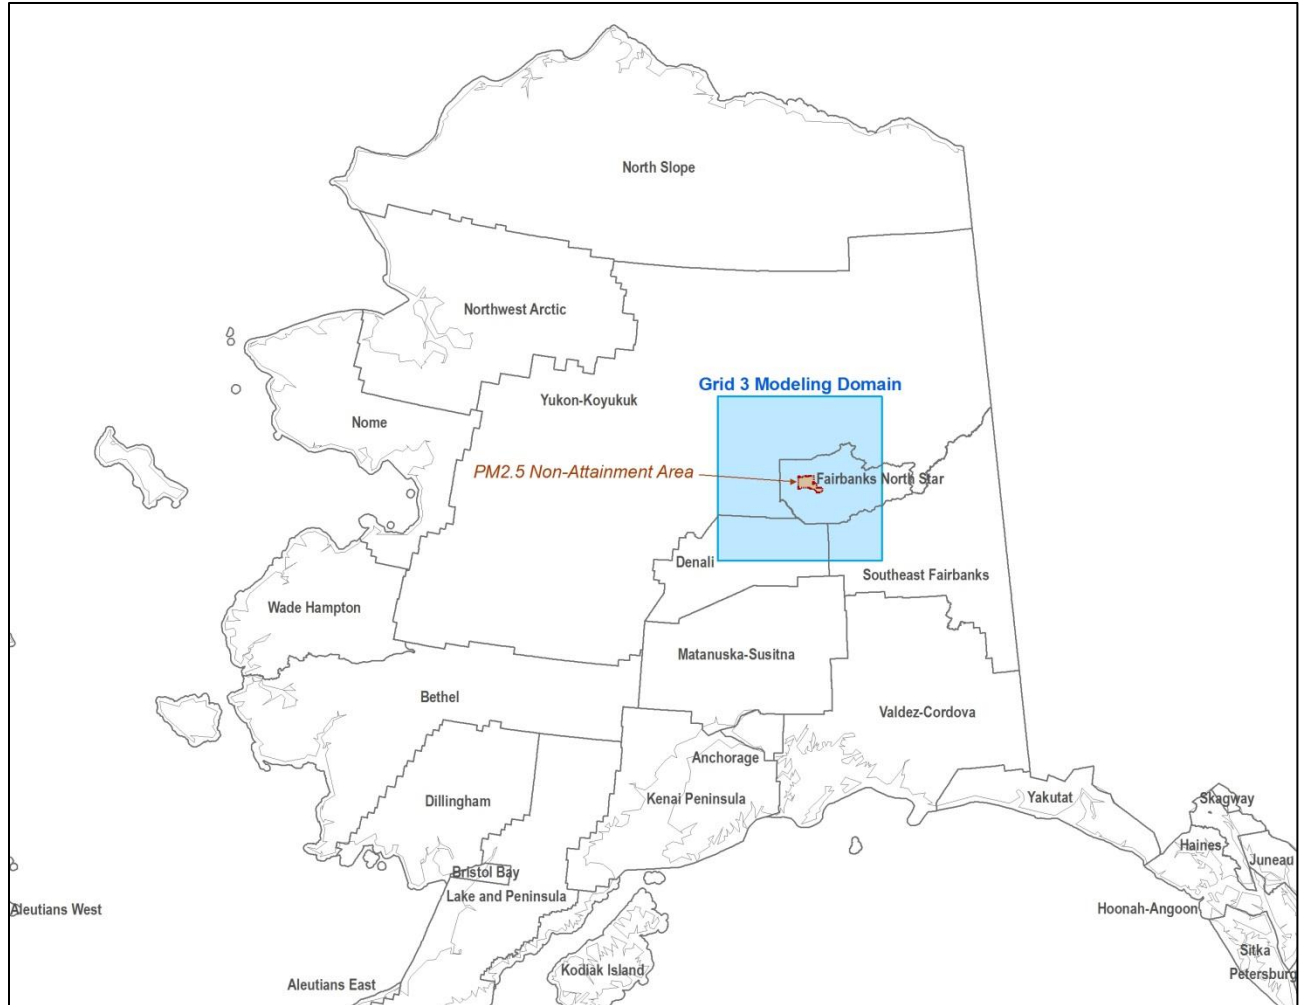 North Slope
Northwest Arctic
Grid 3 Modeling Domain
Yukon-Koyukuk
Nome
PM2.5 Non-Attainment Area
Fairbanks North Star
Denali
Southeast Fairbanks
Wade Hampton
Matanuska-Susitna
Bethel
Valdez-Cordova
Anchorage
Dillingham
Kenai Peninsula
Yakutat
Skagway
Haines
Juneau
Bristol Bay
Lake and Peninsula
Aleutians West
Hoonah-Angoon
Sitka
Kodiak Island
Petersburg
Aleutians East